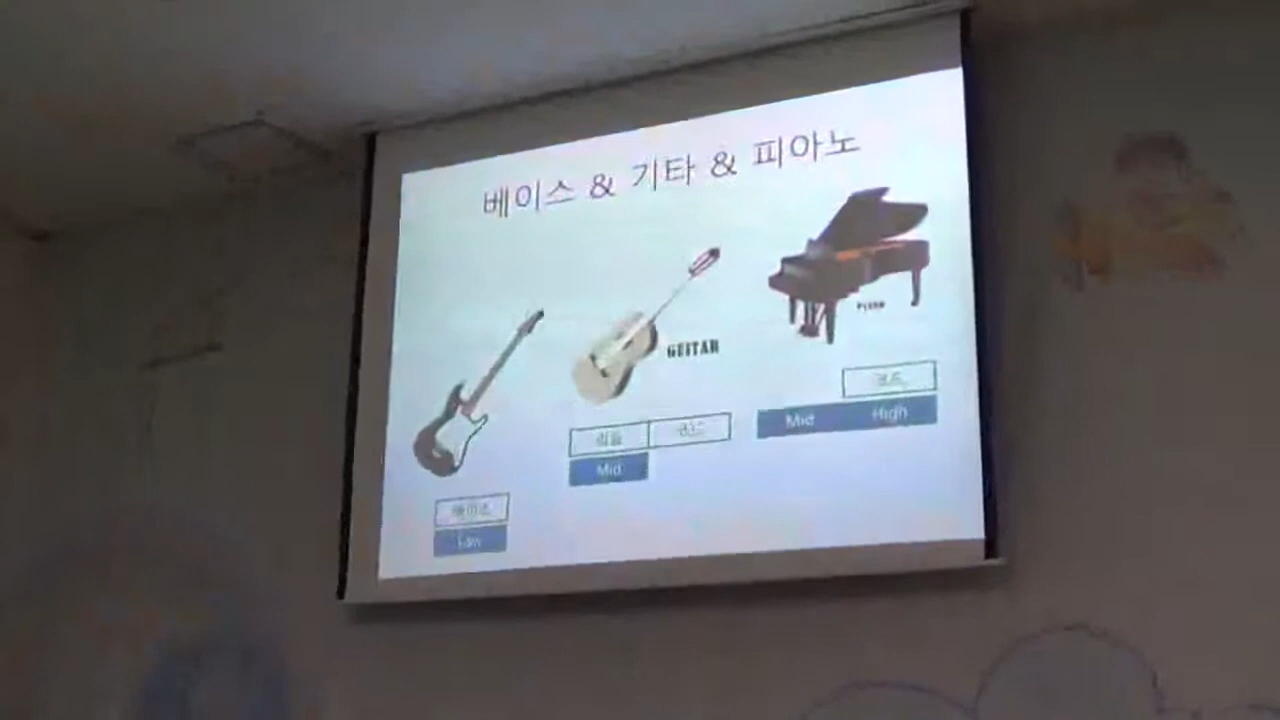 베이스 & 기타 & 피아노
PIANO
GUITAR
코드
Mid High
리듬 코드
Mid
베이스
Low